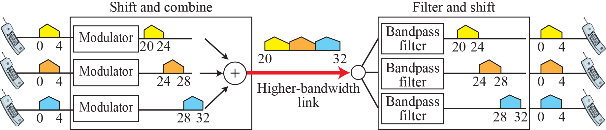 Shift and combine
Filter and shift
0 4
Modulator
20 24
0 4
Modulator
24 28
0 4
Modulator
28 32
+
20 32
Higher-bandwidth
link
Bandpass
filter
20 24
0 4
Bandpass
filter
24 28
0 4
Bandpass
filter
28 32
0 4